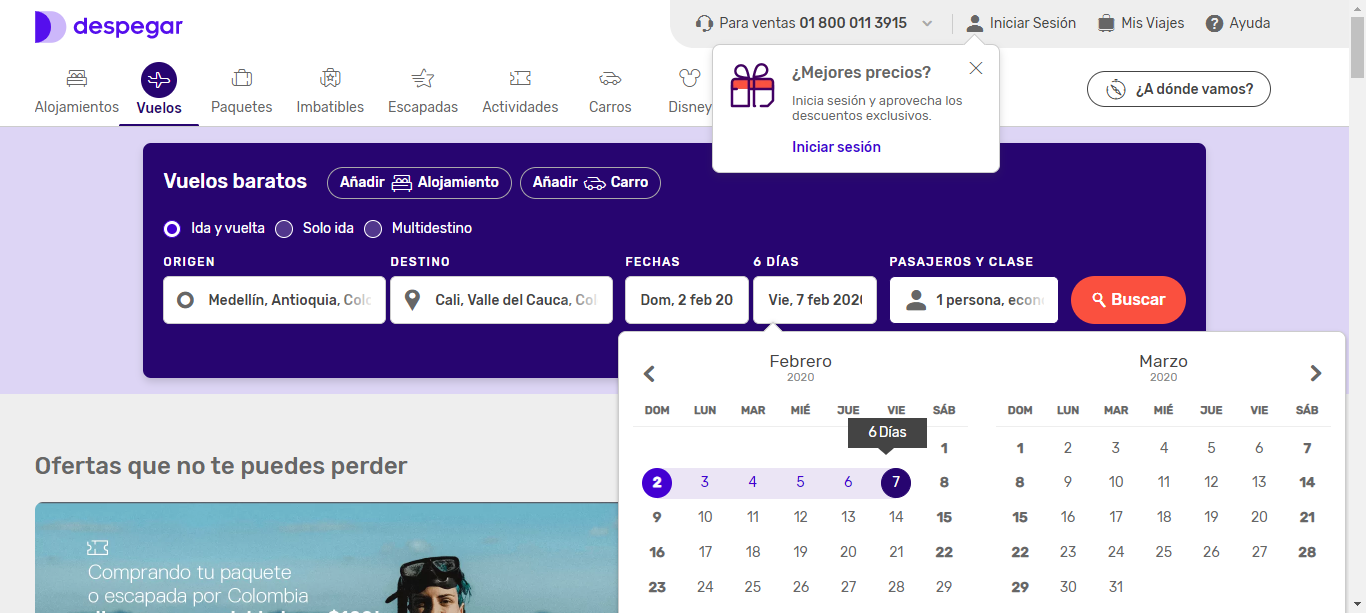 despegar
Para ventas 01 800 011 3915
Iniciar Sesión
Mis Viajes
Ayuda
Alojamientos
Vuelos
Paquetes
Imbatibles
Escapadas
Actividades
Carros
Disney
¿Mejores precios?
Inicia sesión y aprovecha los
descuentos exclusivos.
Iniciar sesión
¿A dónde vamos?
Vuelos baratos
Añadir Alojamiento
Añadir Carro
Ida y vuelta
Solo ida
Multidestino
ORIGEN
DESTINO
FECHAS
6 DÍAS
PASAJEROS Y CLASE
Medellín, Antioquia, Colo
Cali, Valle del Cauca, Col
Dom, 2 feb 20
Vie, 7 feb 2020
1 persona, econ
Buscar
Febrero
2020
DOM LUN MAR MIÉ JUE VIE SÁB
6 Días
1
2 3 4 5 6 7 8
9 10 11 12 13 14 15
16 17 18 19 20 21 22
23 24 25 26 27 28 29
Marzo
2020
DOM LUN MAR MIÉ JUE VIE SÁB
1 2 3 4 5 6 7
8 9 10 11 12 13 14
15 16 17 18 19 20 21
22 23 24 25 26 27 28
29 30 31
Ofertas que no te puedes perder
Comprando tu paquete
o escapada por Colombia